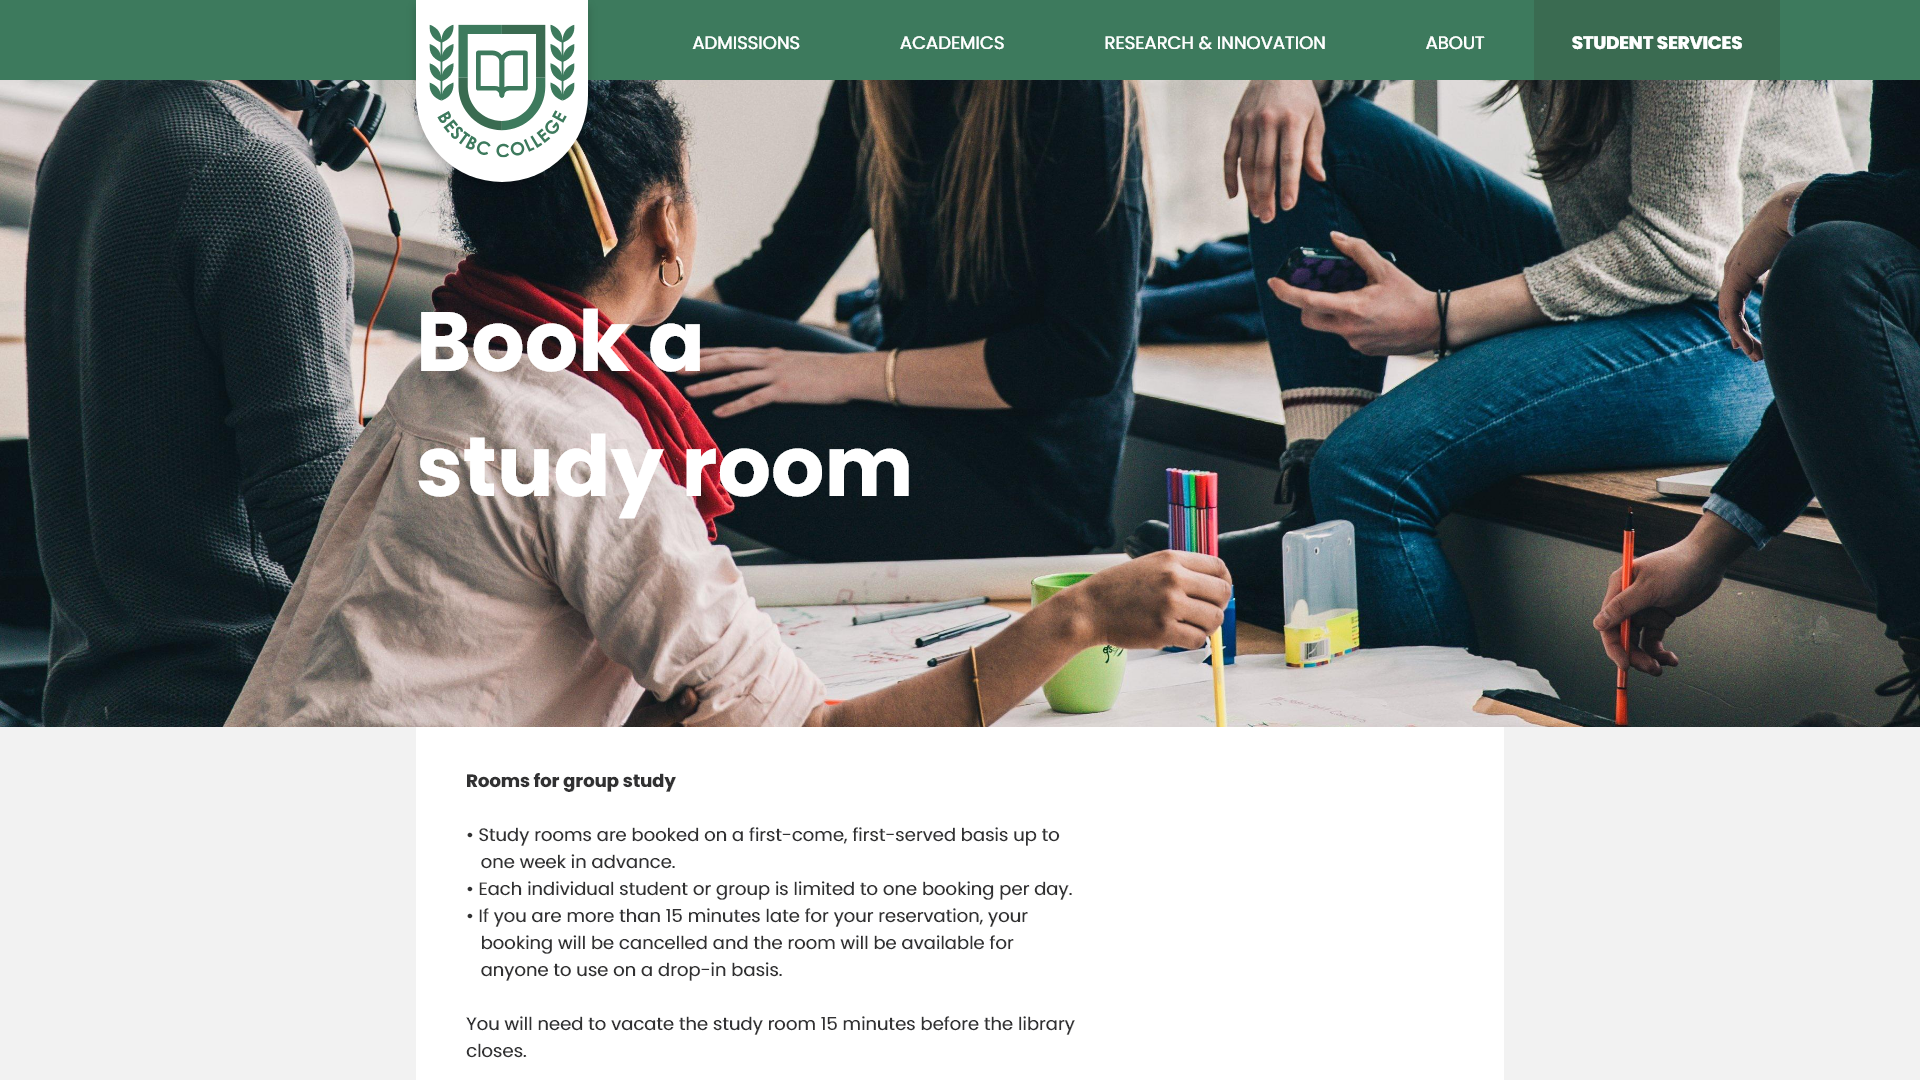 BESTBC COLLEGE
ADMISSIONS
ACADEMICS
RESEARCH & INNOVATION
ABOUT
STUDENT SERVICES
Book a
study room
Rooms for group study
• Study rooms are booked on a first-come, first-served basis up to
one week in advance.
• Each individual student or group is limited to one booking per day.
• If you are more than 15 minutes late for your reservation, your
booking will be cancelled and the room will be available for
anyone to use on a drop-in basis.
You will need to vacate the study room 15 minutes before the library
closes.